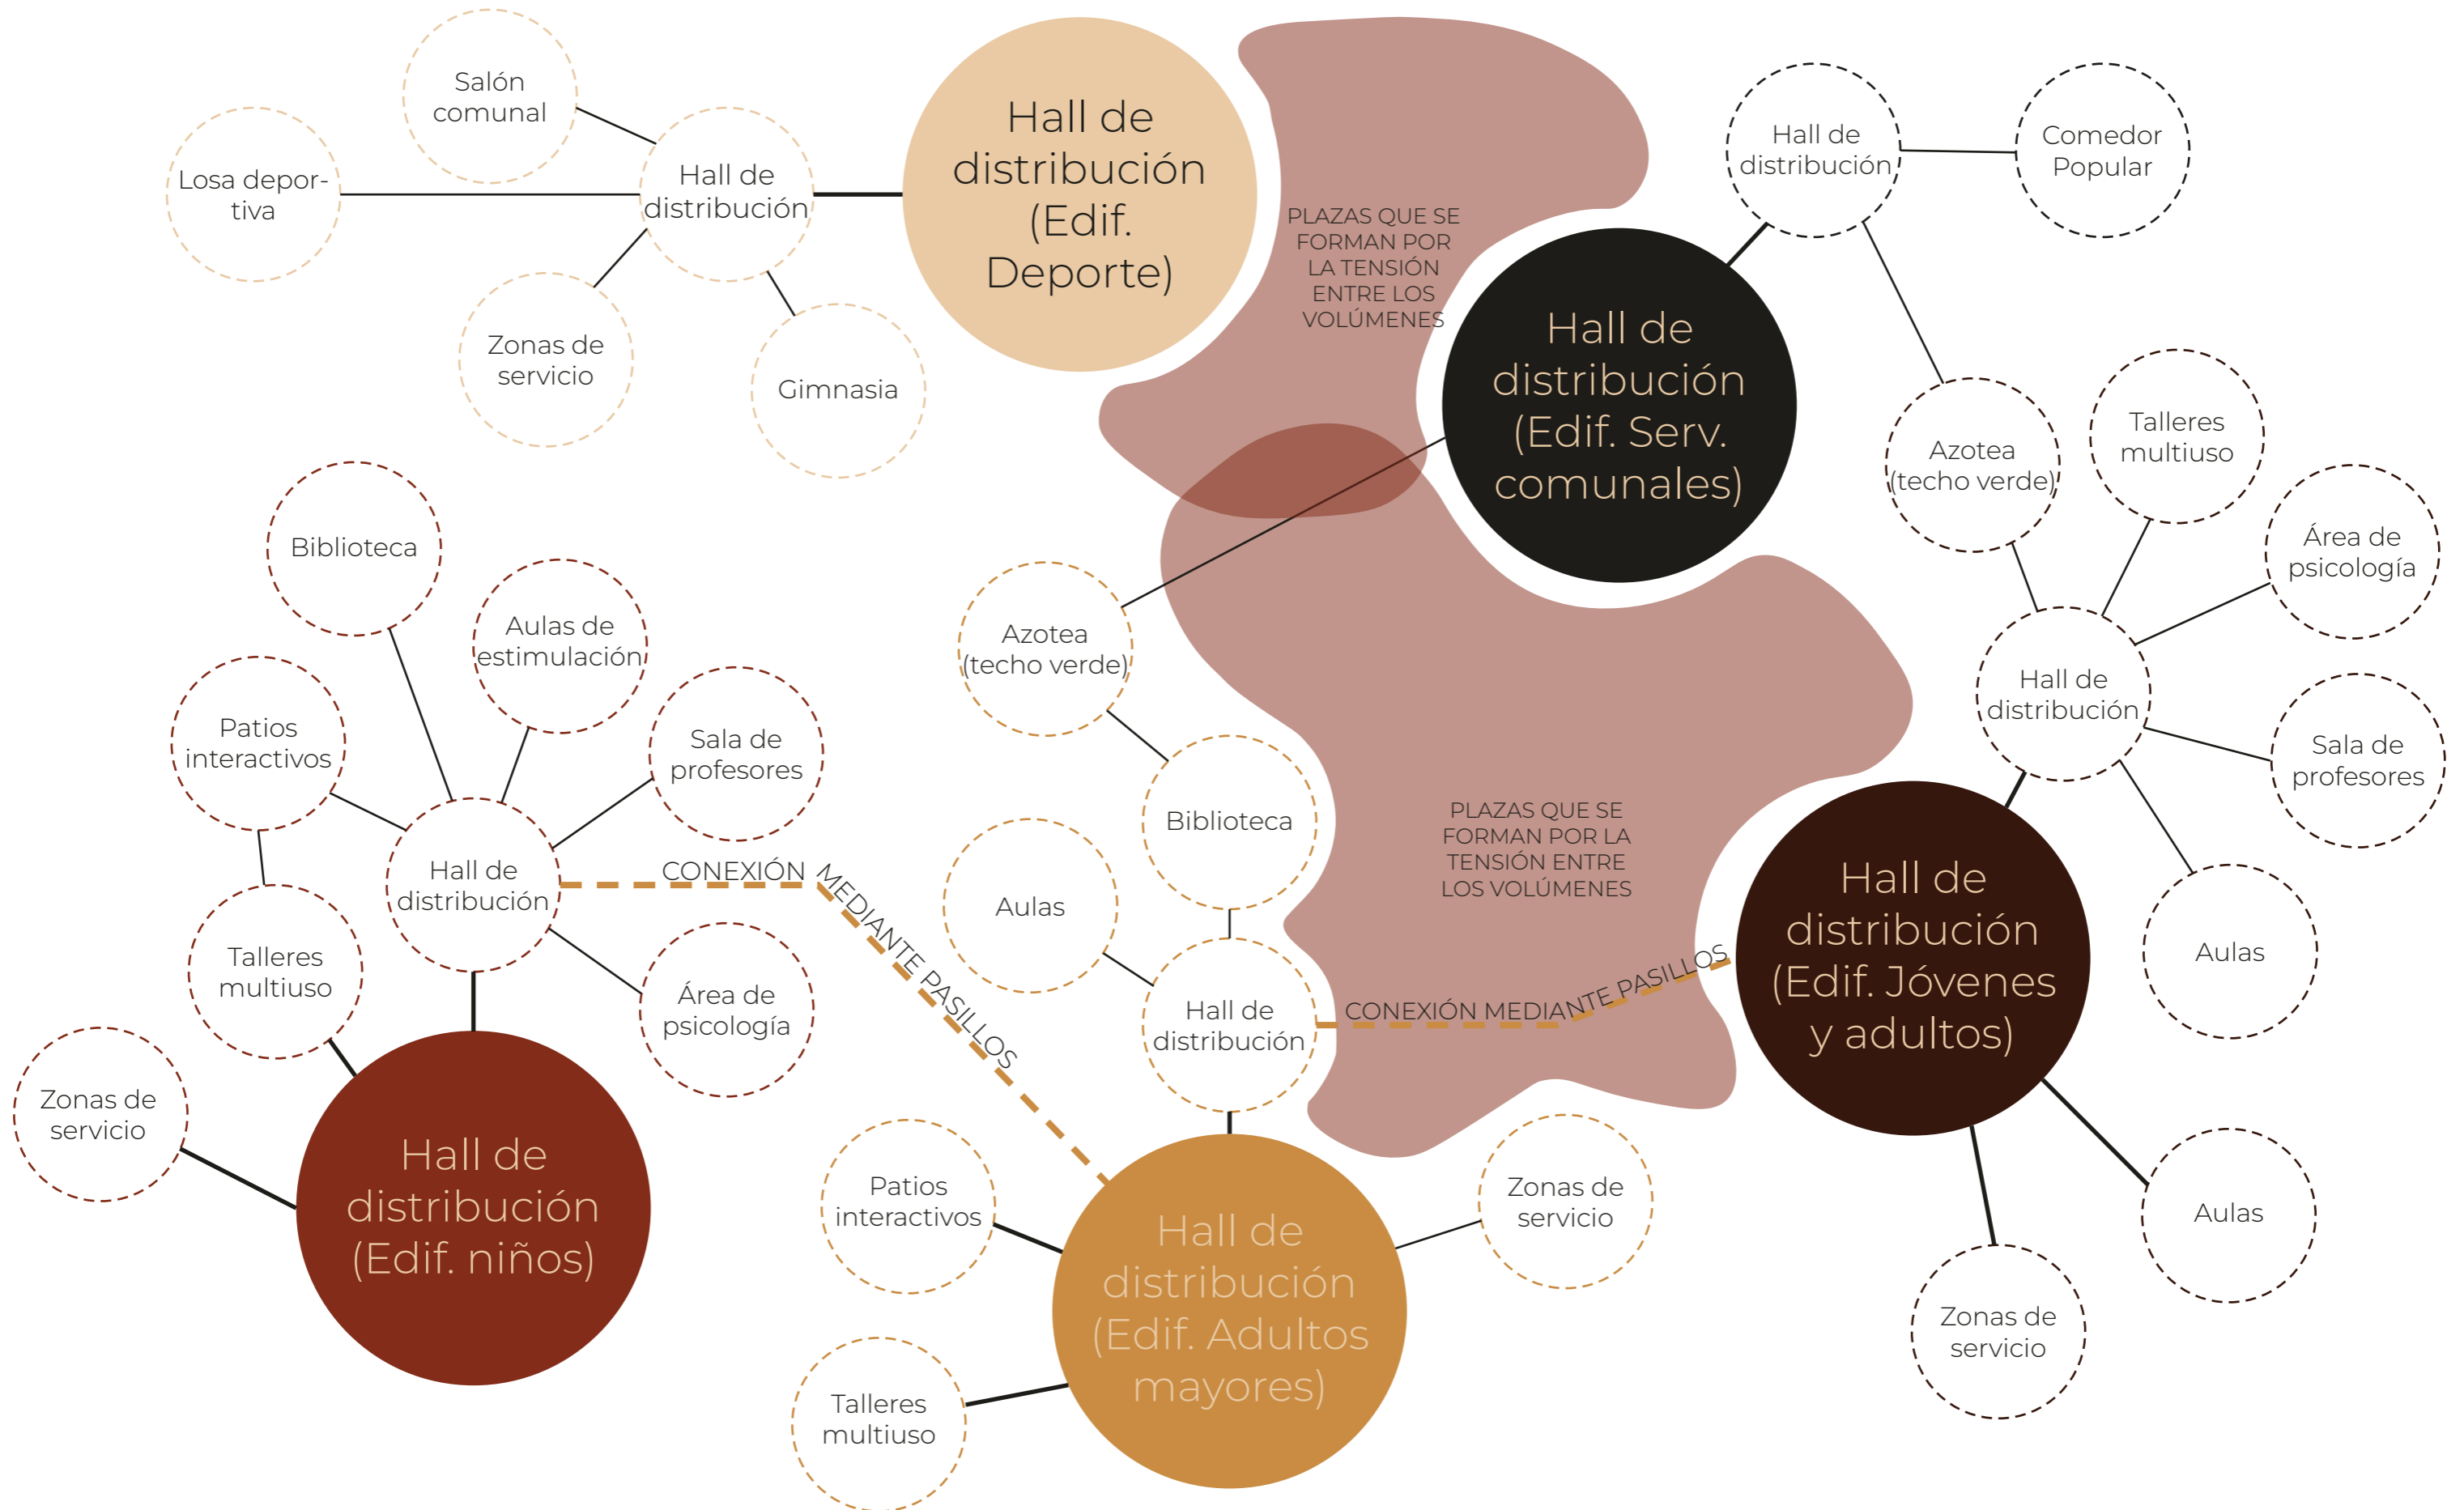 Salón
comunal
Losa depor-
tiva
Hall de
distribución
Zonas de
servicio
Gimnasia
Hall de
distribución
(Edif.
Deporte)
PLAZAS QUE SE
FORMAN POR
LA TENSIÓN
ENTRE LOS
VOLÚMENES
Hall de
distribución
Comedor
Popular
Hall de
distribución
(Edif. Serv.
comunales)
Azotea
(techo verde)
Talleres
multiuso
Área de
psicología
Hall de
distribución
Sala de
profesores
Aulas
Biblioteca
Aulas de
estimulación
Patios
interactivos
Sala de
profesores
Hall de
distribución
CONEXIÓN MEDIANTE PASILLOS
Talleres
multiuso
Área de
psicología
Zonas de
servicio
Hall de
distribución
(Edif. niños)
Azotea
(techo verde)
Biblioteca
Aulas
Hall de
distribución
CONEXIÓN MEDIANTE PASILLOS
PLAZAS QUE SE
FORMAN POR LA
TENSIÓN ENTRE
LOS VOLÚMENES
Hall de
distribución
(Edif. Jóvenes
y adultos)
Patios
interactivos
Hall de
distribución
(Edif. Adultos
mayores)
Zonas de
servicio
Talleres
multiuso
Aulas
Zonas de
servicio